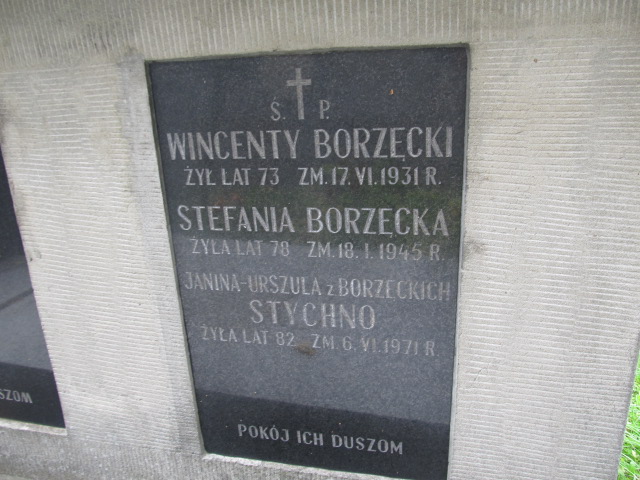 Ś. P.
WINCENTY BORZĘCKI
ŻYŁ LAT 73 ZM. 17. VI. 1931 R.
STEFANIA BORZĘCKA
ŻYŁA LAT 78 ZM. 18. I. 1945 R.
JANINA-URSZULA z BORZĘCKICH
STYCHNO
ŻYŁA LAT 82 ZM. 6. VI. 1971 R.
POKÓJ ICH DUSZOM